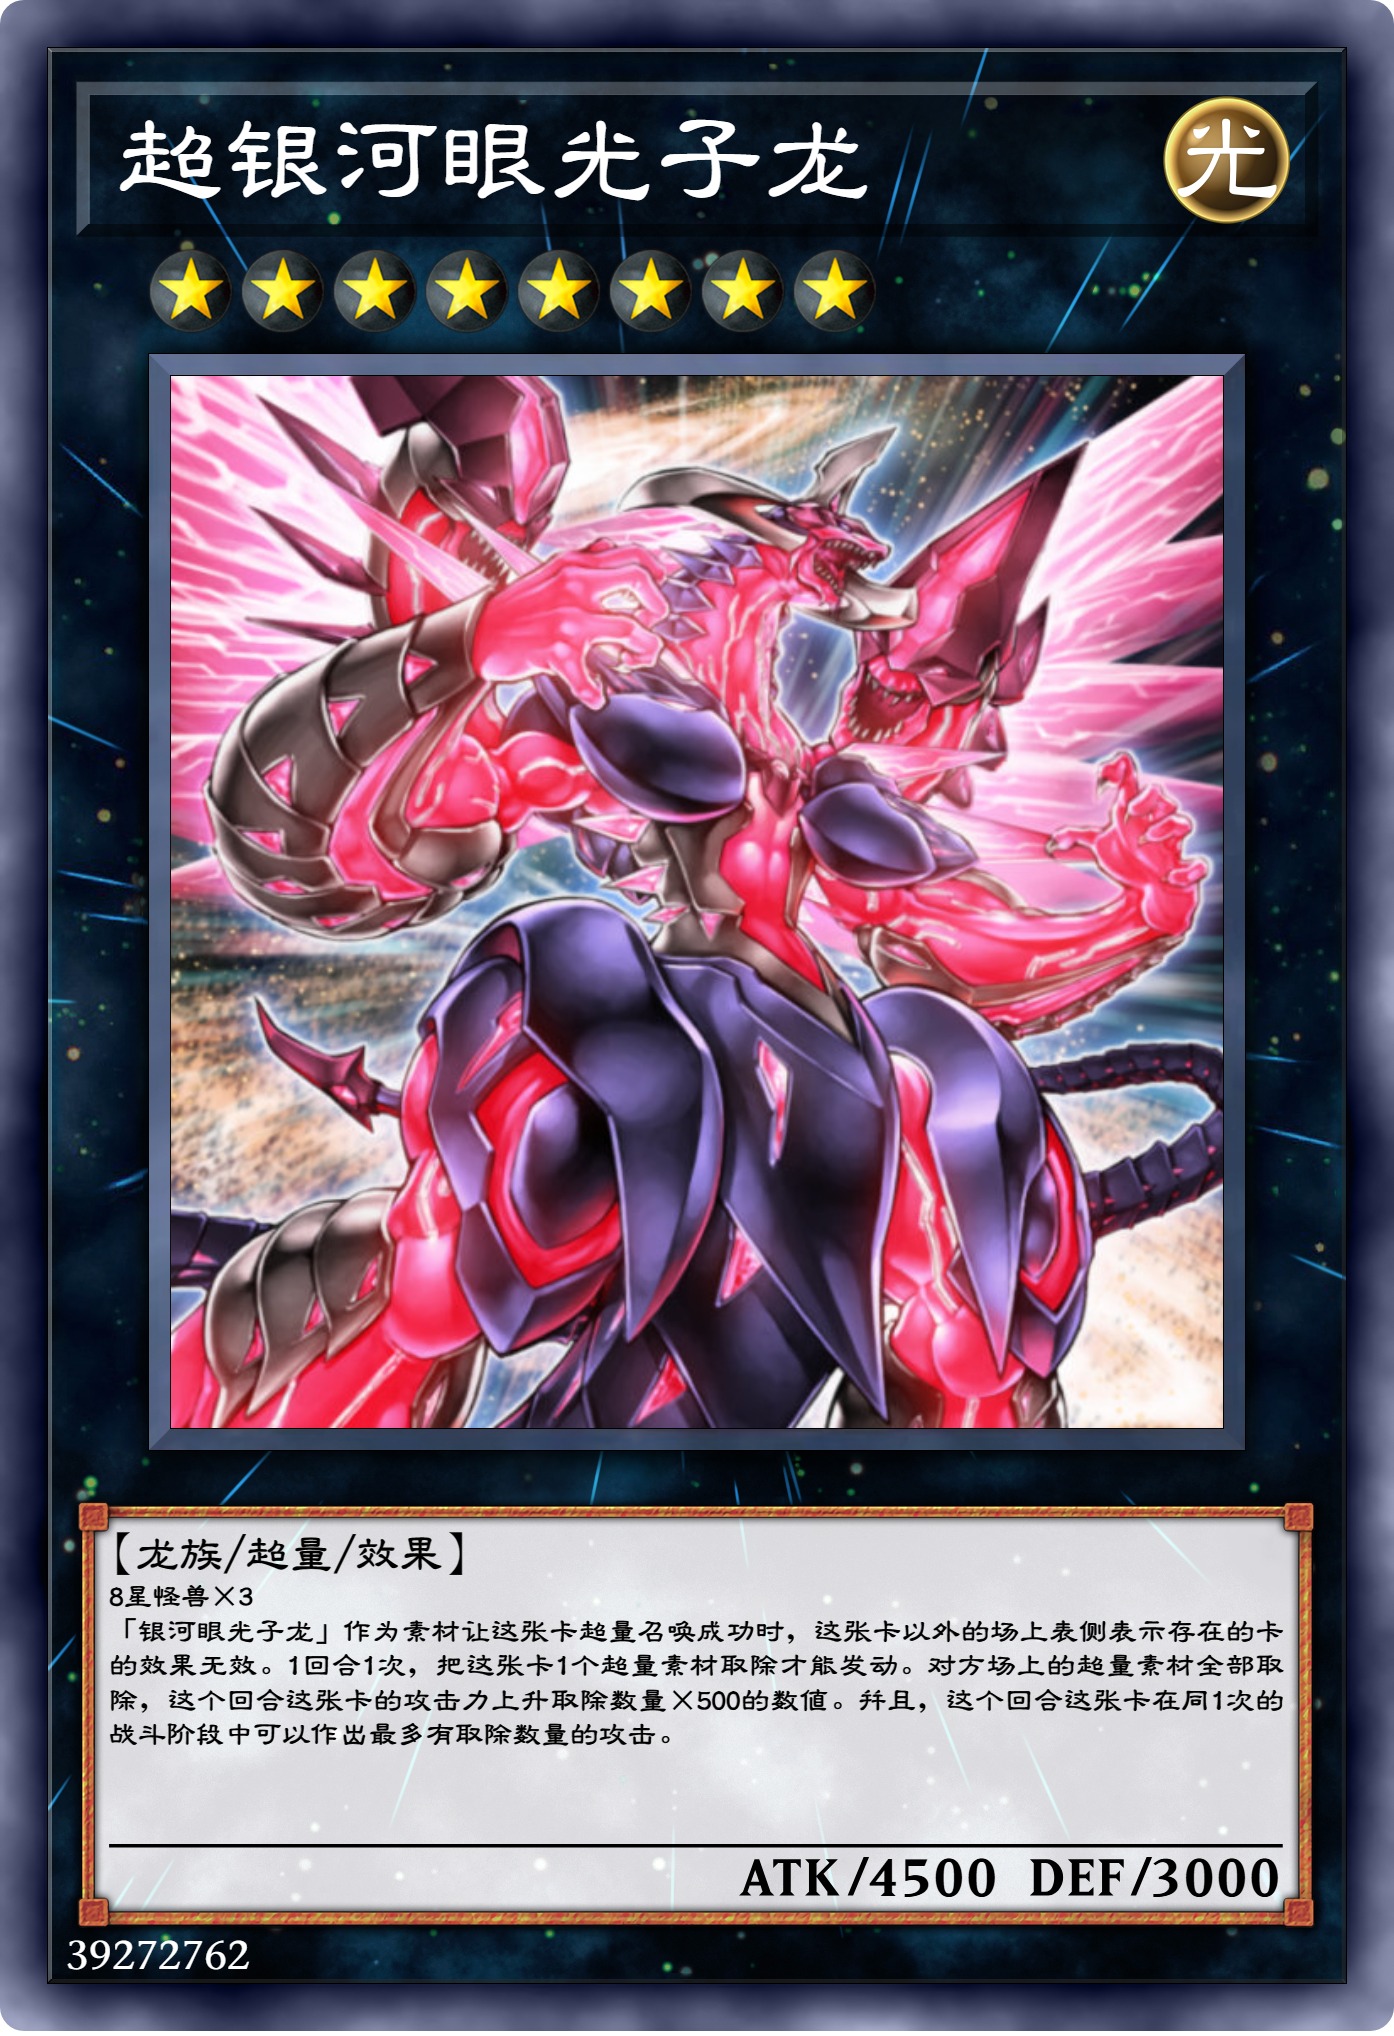 超银河眼光子龙
光
【龙族/超量/效果】
8星怪兽×3
「银河眼光子龙」作为素材让这张卡超量召唤成功时，这张卡以外的场上表侧表示存在的卡
的效果无效。1回合1次，把这张卡1个超量素材取除才能发动。对方场上的超量素材全部取
除，这个回合这张卡的攻击力上升取除数量×500的数值。并且，这个回合这张卡在同1次的
战斗阶段中可以作出最多有取除数量的攻击。
ATK/4500 DEF/3000
39272762